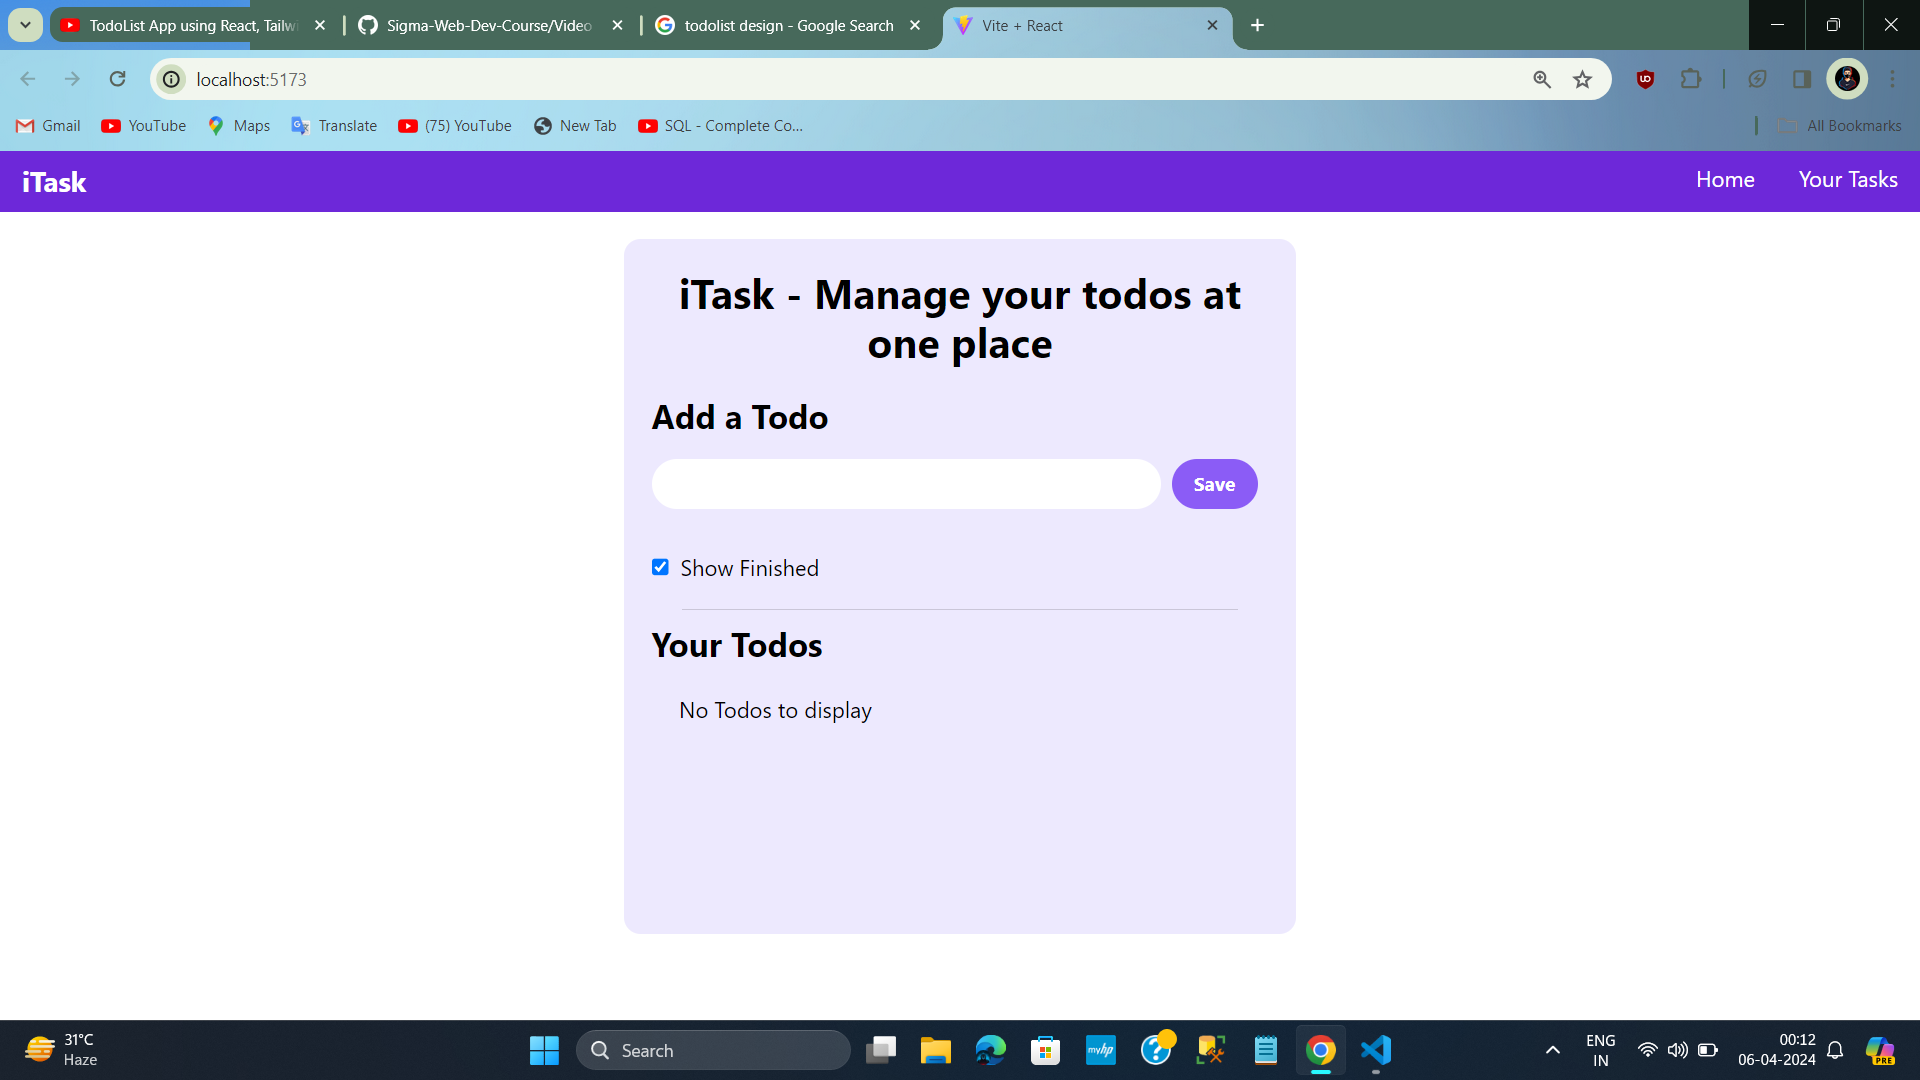 TodoList App using React, Tailwi
Sigma-Web-Dev-Course/Video
todolist design - Google Search
Vite + React
localhost:5173
Gmail
YouTube
Maps
Translate
(75) YouTube
New Tab
SQL - Complete Co...
All Bookmarks
iTask
Home
Your Tasks
iTask - Manage your todos at
one place
Add a Todo
Save
Show Finished
Your Todos
No Todos to display
31°C
Haze
Search
myhp
ENG
IN
00:12
06-04-2024
PRE